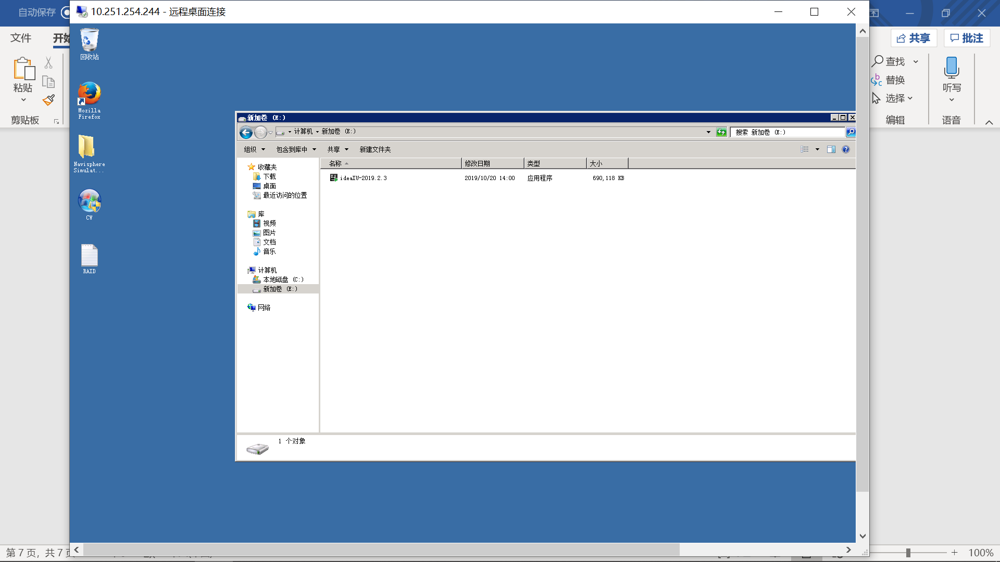 自动保存
10.251.254.244 - 远程桌面连接
文件
开始
共享
批注
粘贴
剪贴板
查找
替换
选择
编辑
听写
语音
回收站
Mozilla
Firefox
Navisphere
Simulat...
CW
RAID
新加卷 (E:)
计算机
新加卷 (E:)
搜索 新加卷 (E:)
组织
包含到库中
共享
新建文件夹
名称
修改日期
类型
大小
ideaIU-2019.2.3
2019/10/20 14:00
应用程序
690,118 KB
收藏夹
下载
桌面
最近访问的位置
库
视频
图片
文档
音乐
计算机
本地磁盘 (C:)
新加卷 (E:)
网络
1 个对象
第 7 页, 共 7 页
100%